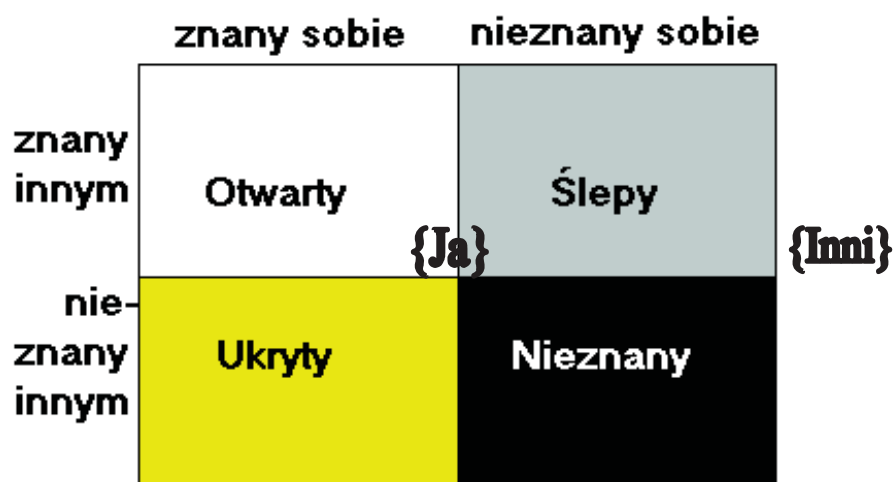 znany sobie nieznany sobie
znany
innym
Otwarty Ślepy
{Ja} {Inni}
nie-
znany
innym
Ukryty Nieznany